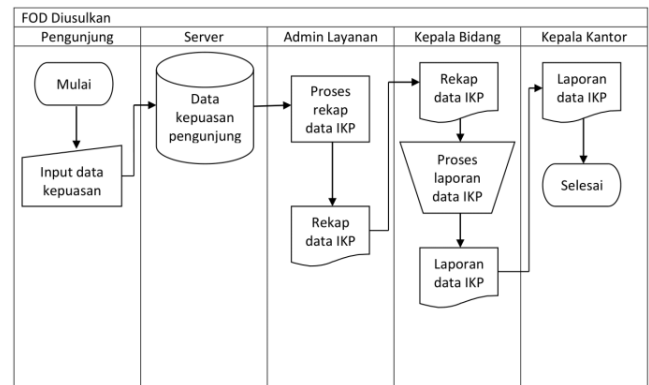 FOD Diusulkan
Pengunjung
Server
Admin Layanan
Kepala Bidang
Kepala Kantor
Mulai
Input data
kepuasan
Data
kepuasan
pengunjung
Proses
rekap
data IKP
Rekap
data IKP
Rekap
data IKP
Proses
laporan
data IKP
Laporan
data IKP
Laporan
data IKP
Selesai